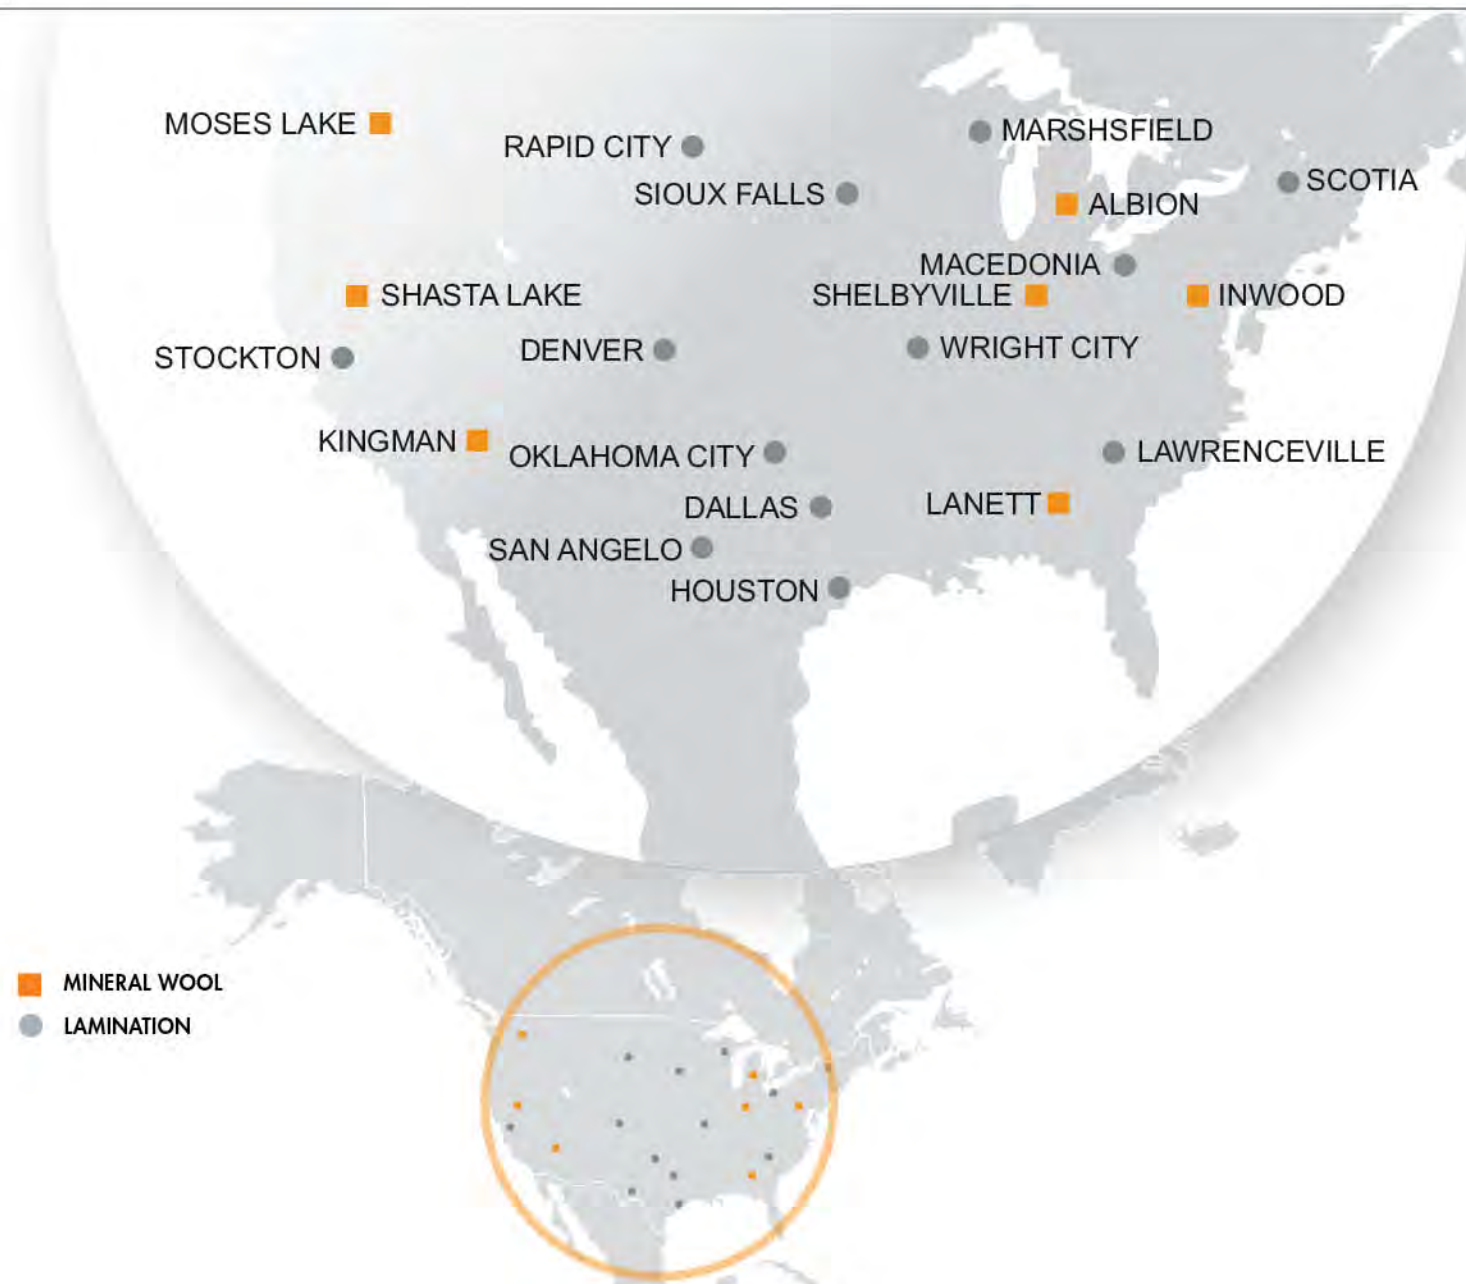 MOSES LAKE
RAPID CITY
MARSHSFIELD
SIOUX FALLS
SCOTIA
ALBION
MACEDONIA
SHASTA LAKE
SHELBYVILLE
INWOOD
STOCKTON
DENVER
WRIGHT CITY
KINGMAN
OKLAHOMA CITY
LAWRENCEVILLE
DALLAS
LANETT
SAN ANGELO
HOUSTON
MINERAL WOOL
LAMINATION